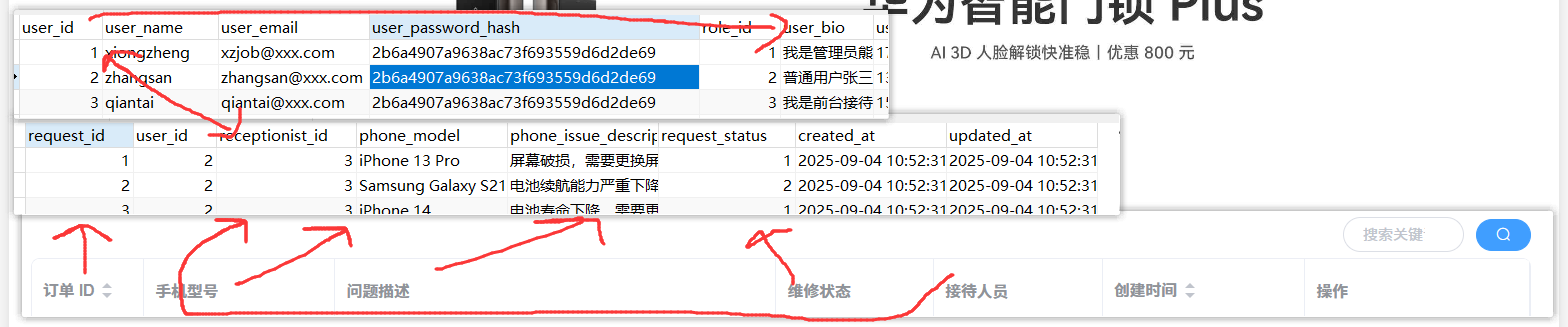 华为智能门锁 Plus
AI 3D 人脸解锁快准稳 | 优惠 800 元
user_id user_name user_email user_password_hash role_id user_bio
1 xiongzheng xzjob@xxx.com 2b6a4907a9638ac73f693559d6d2de69 1 我是管理员熊 17
2 zhangsan zhangsan@xxx.com 2b6a4907a9638ac73f693559d6d2de69 2 普通用户张三 13
3 qiantai qiantai@xxx.com 2b6a4907a9638ac73f693559d6d2de69 3 我是前台接待 15
request_id user_id receptionist_id phone_model phone_issue_descrip request_status created_at updated_at
1 2 3 iPhone 13 Pro 屏幕破损，需要更换屏 1 2025-09-04 10:52:31 2025-09-04 10:52:31
2 2 3 Samsung Galaxy S21 电池续航能力严重下降 2 2025-09-04 10:52:31 2025-09-04 10:52:31
3 2 3 iPhone 14 电池寿命下降，需要更 1 2025-09-04 10:52:31 2025-09-04 10:52:31
搜索关键
订单 ID 手机型号 问题描述 维修状态 接待人员 创建时间 操作